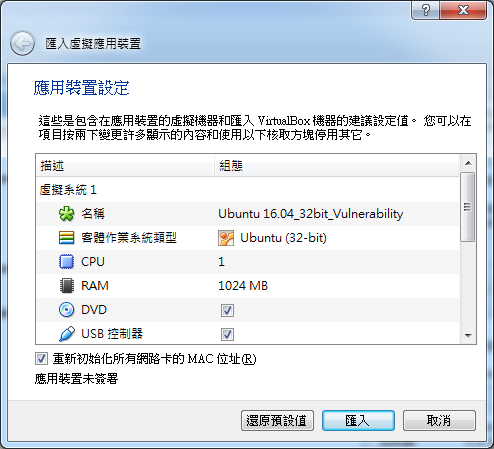 匯入虛擬應用裝置
應用裝置設定
這些是包含在應用裝置的虛擬機器和匯入 VirtualBox 機器的建議設定值。 您可以在
項目按兩下變更許多顯示的內容和使用以下核取方塊停用其它。
描述 組態
虛擬系統 1
名稱 Ubuntu 16.04_32bit_Vulnerability
客體作業系統類型 Ubuntu (32-bit)
CPU 1
RAM 1024 MB
DVD
USB 控制器
重新初始化所有網路卡的 MAC 位址(R)
應用裝置未簽署
還原預設值 匯入 取消